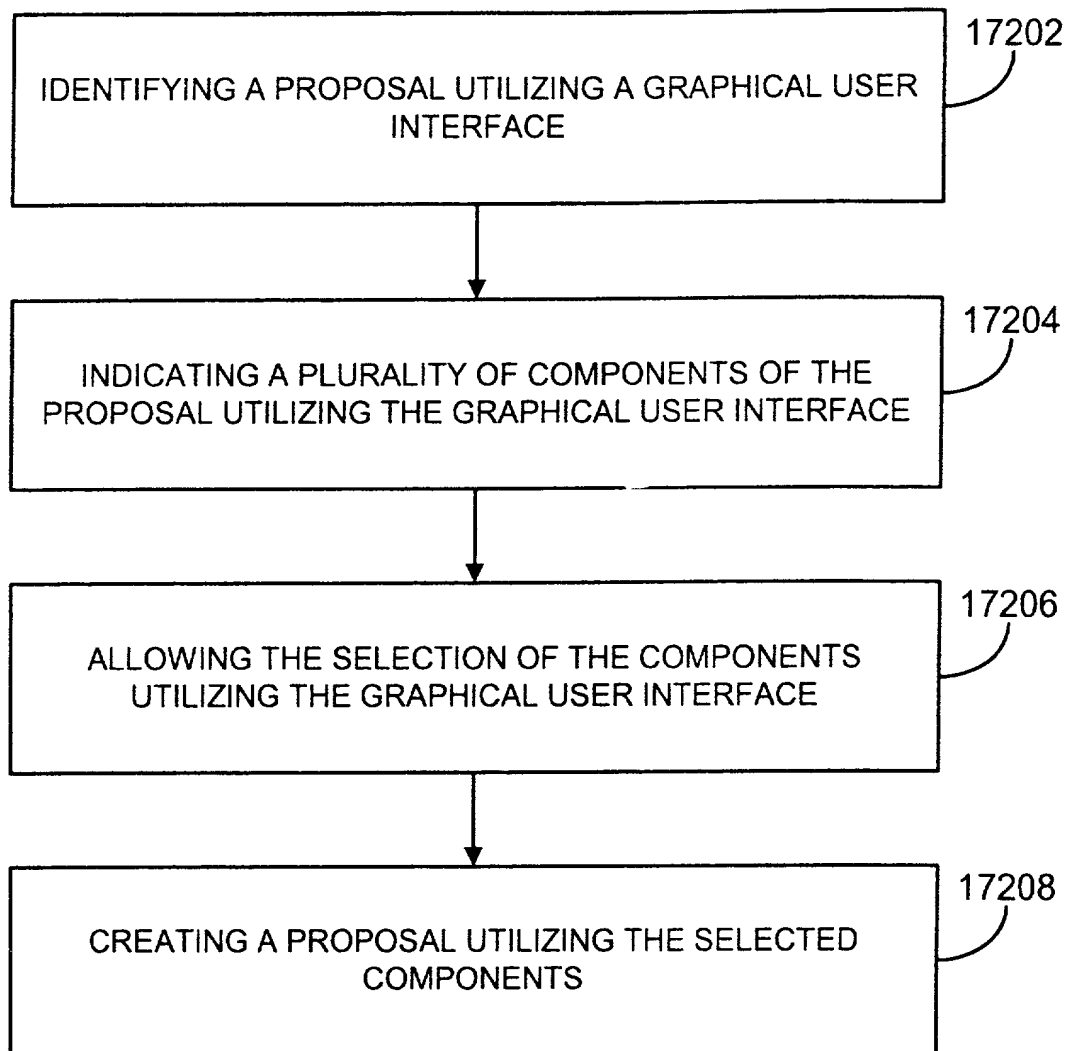 17202
IDENTIFYING A PROPOSAL UTILIZING A GRAPHICAL USER
INTERFACE
17204
INDICATING A PLURALITY OF COMPONENTS OF THE
PROPOSAL UTILIZING THE GRAPHICAL USER INTERFACE
17206
ALLOWING THE SELECTION OF THE COMPONENTS
UTILIZING THE GRAPHICAL USER INTERFACE
17208
CREATING A PROPOSAL UTILIZING THE SELECTED
COMPONENTS